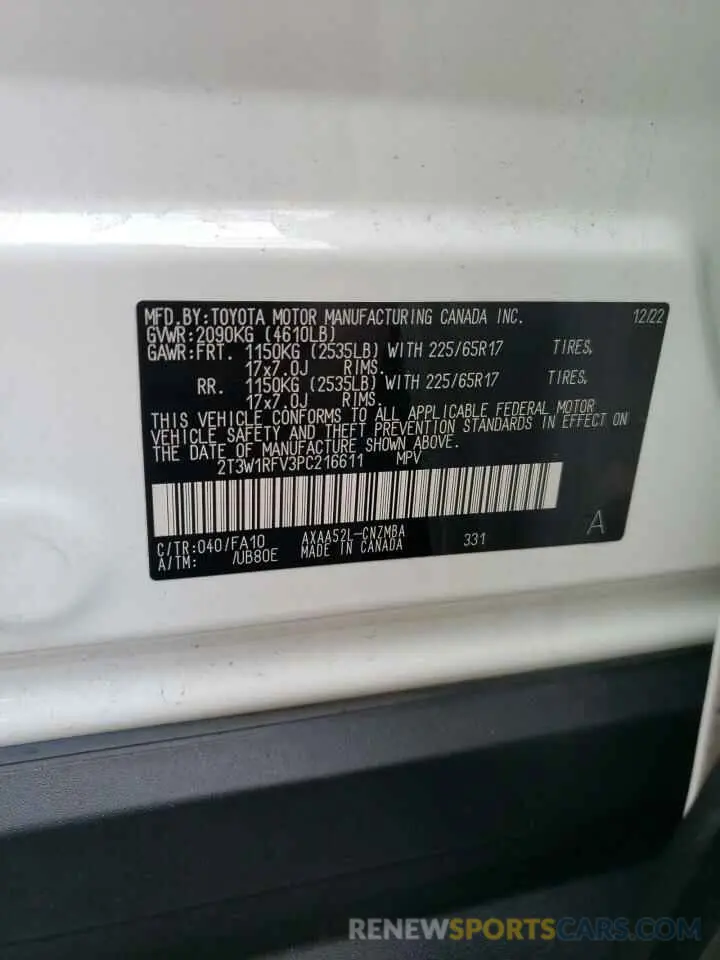 MFD.BY:TOYOTA MOTOR MANUFACTURING CANADA INC. 12/22
GVWR:2090KG (4610LB)
GAWR:FRT. 1150KG (2535LB) WITH 225/65R17 TIRES,
17x7.0J RIMS.
RR. 1150KG (2535LB) WITH 225/65R17 TIRES,
17x7.0J RIMS.
THIS VEHICLE CONFORMS TO ALL APPLICABLE FEDERAL MOTOR
VEHICLE SAFETY AND THEFT PREVENTION STANDARDS IN EFFECT ON
THE DATE OF MANUFACTURE SHOWN ABOVE.
2T3W1RFV3PC216611 MPV
C/TR:040/FA10 AXAA52L-CNZMBA 331 A
A/TM: /UB80E MADE IN CANADA
RENEWSPORTSCARS.COM